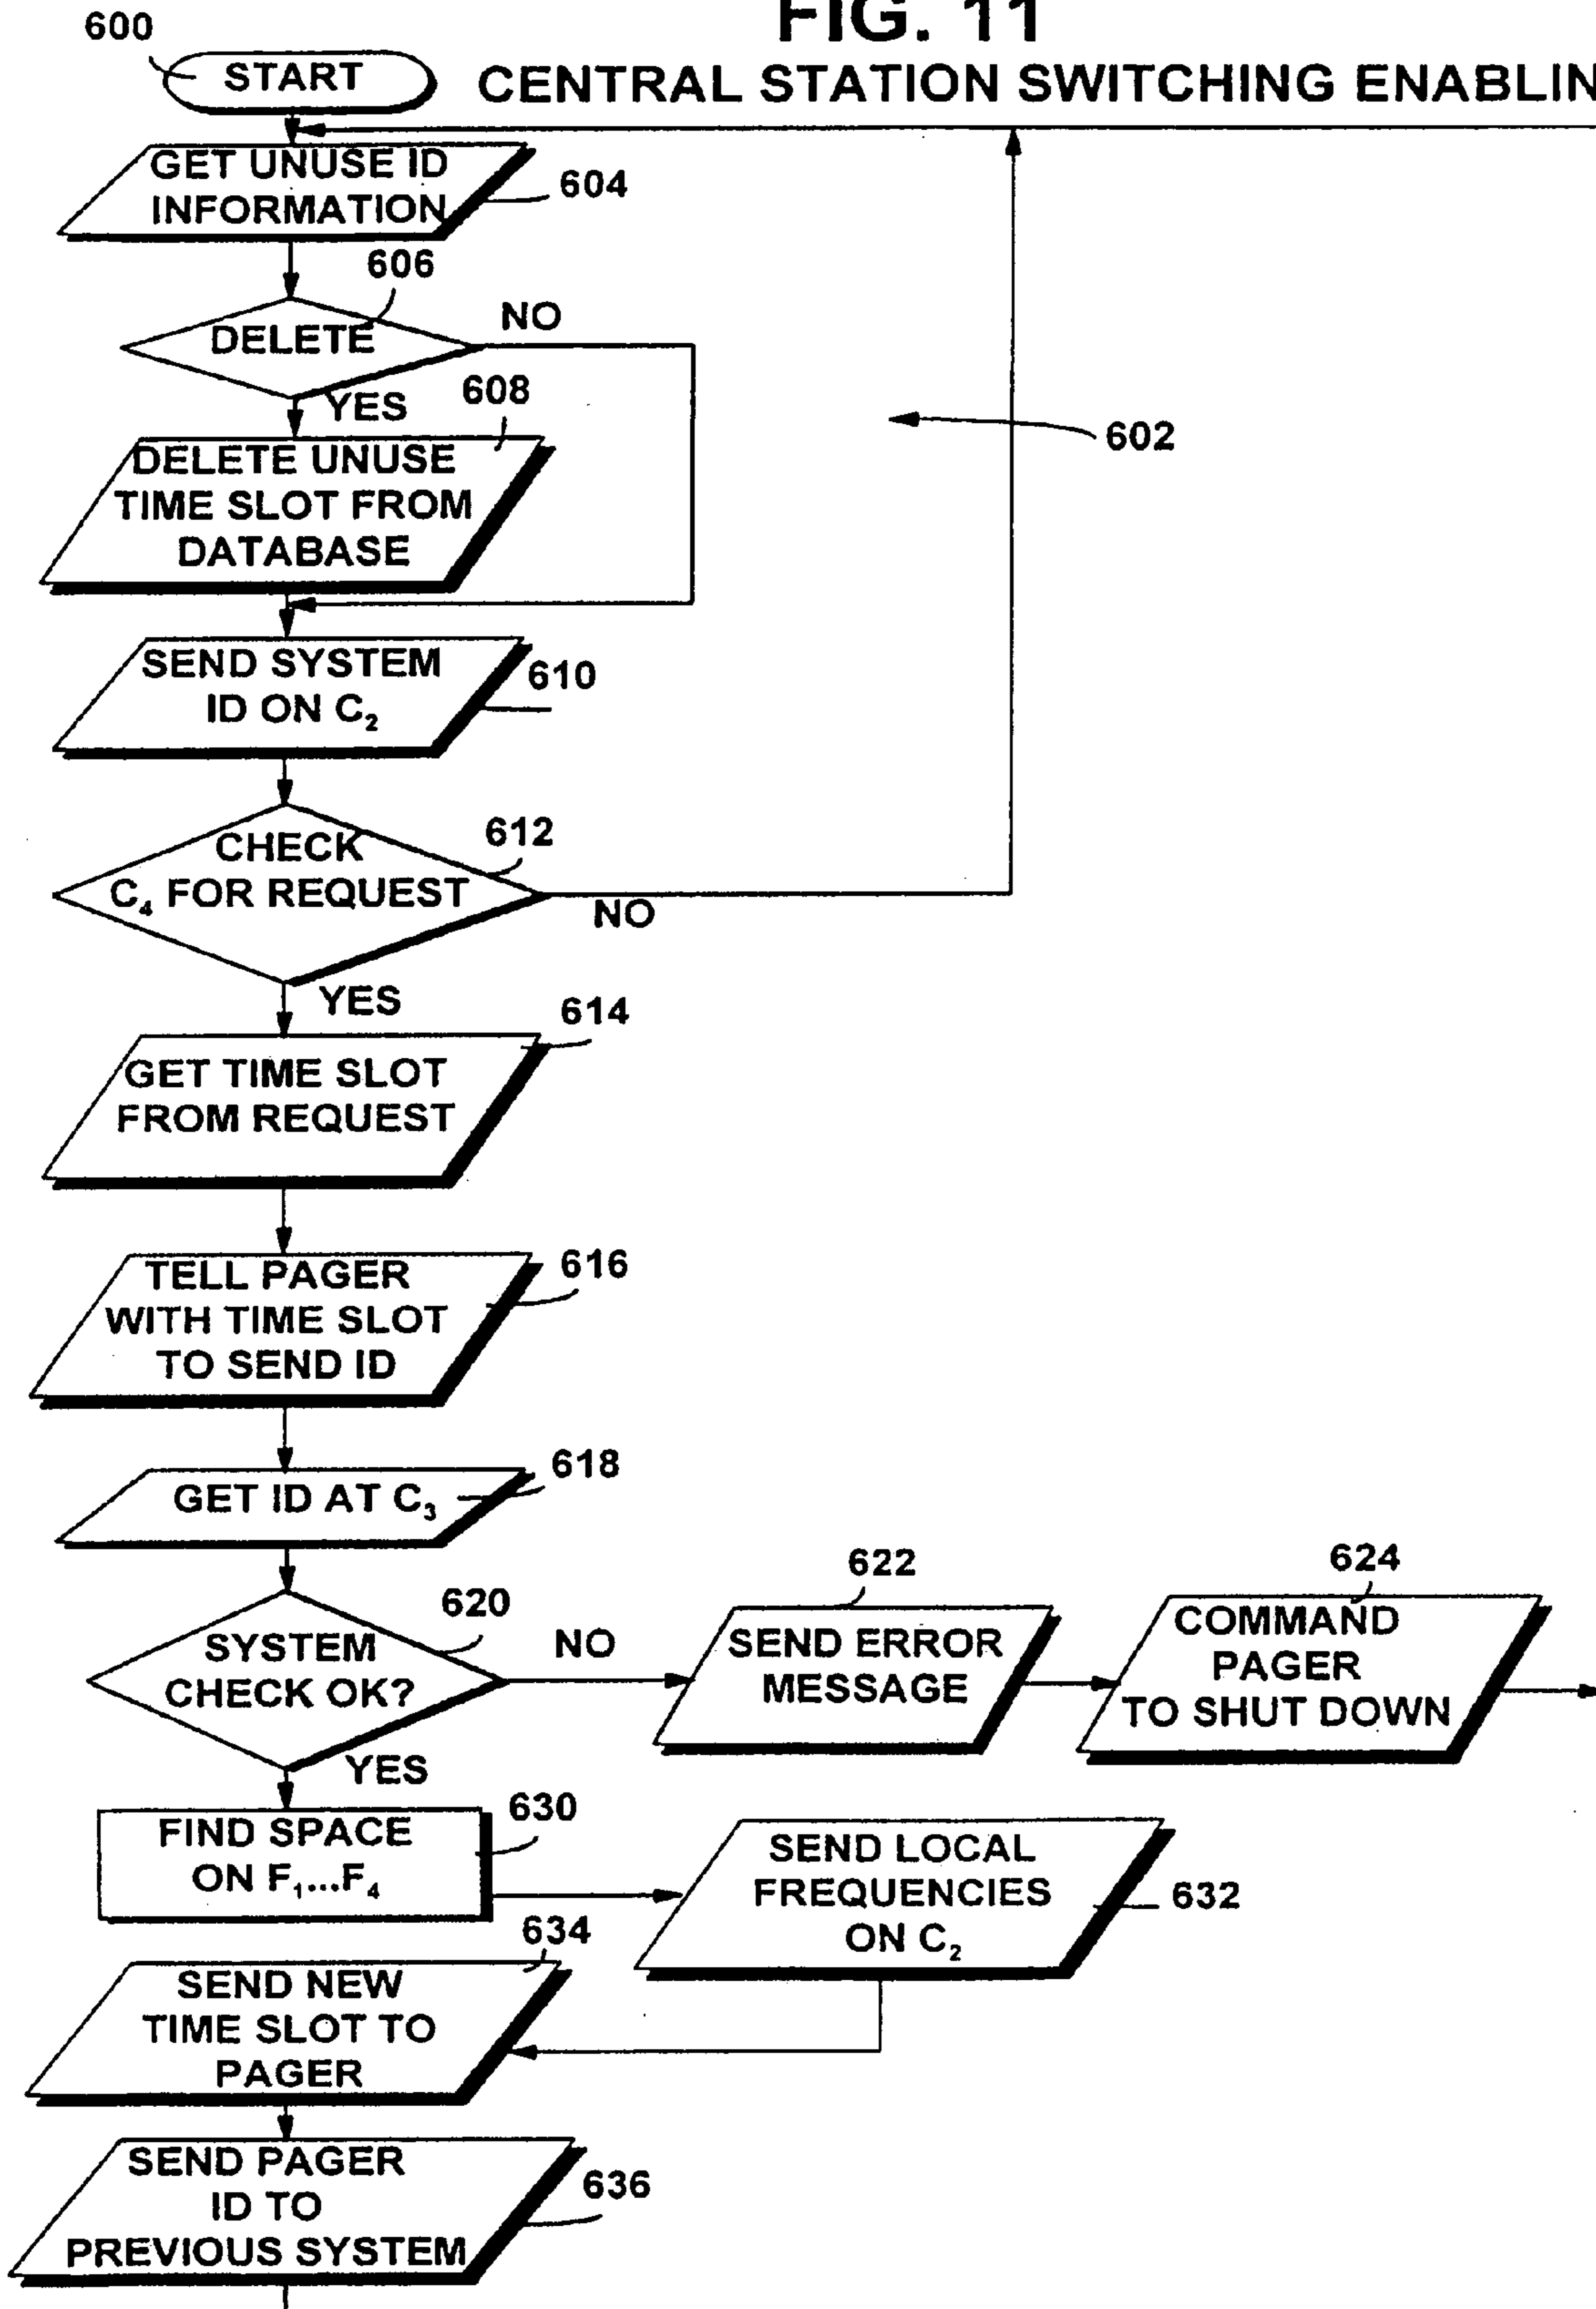 FIG. 11
600
START
CENTRAL STATION SWITCHING ENABLIN
GET UNUSE ID
INFORMATION
604
606
DELETE
NO
YES
608
602
DELETE UNUSE
TIME SLOT FROM
DATABASE
SEND SYSTEM
ID ON C₂
610
CHECK
C₄ FOR REQUEST
612
NO
YES
614
GET TIME SLOT
FROM REQUEST
TELL PAGER
WITH TIME SLOT
TO SEND ID
616
GET ID AT C₃
618
SYSTEM
CHECK OK?
620
NO
YES
622
SEND ERROR
MESSAGE
624
COMMAND
PAGER
TO SHUT DOWN
FIND SPACE
ON F₁...F₄
630
SEND LOCAL
FREQUENCIES
ON C₂
632
634
SEND NEW
TIME SLOT TO
PAGER
SEND PAGER
ID TO
PREVIOUS SYSTEM
636